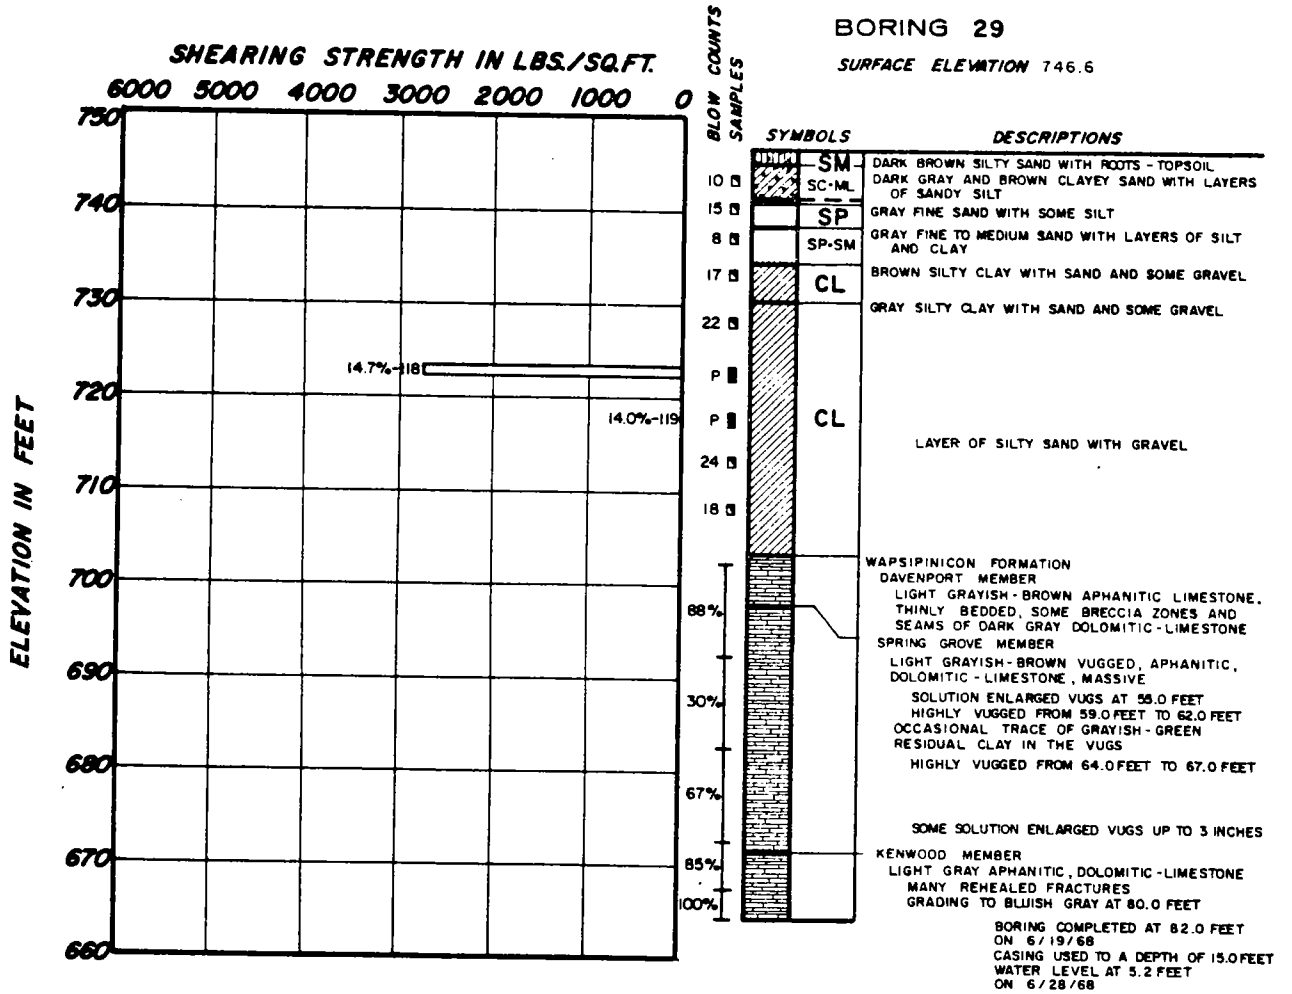 BORING 29
SURFACE ELEVATION 746.6
SHEARING STRENGTH IN LBS./SQ.FT.
6000 5000 4000 3000 2000 1000 0
BLOW COUNTS
SAMPLES
SYMBOLS DESCRIPTIONS
ELEVATION IN FEET
750
740
730
720
710
700
690
680
670
660
14.7%-118
14.0%-119
10
15
8
17
22
P
P
24
18
88%
30%
67%
85%
100%
SM DARK BROWN SILTY SAND WITH ROOTS - TOPSOIL
SC-ML DARK GRAY AND BROWN CLAYEY SAND WITH LAYERS
OF SANDY SILT
SP GRAY FINE SAND WITH SOME SILT
SP-SM GRAY FINE TO MEDIUM SAND WITH LAYERS OF SILT
AND CLAY
CL BROWN SILTY CLAY WITH SAND AND SOME GRAVEL
GRAY SILTY CLAY WITH SAND AND SOME GRAVEL
CL
LAYER OF SILTY SAND WITH GRAVEL
WAPSIPINICON FORMATION
DAVENPORT MEMBER
LIGHT GRAYISH-BROWN APHANITIC LIMESTONE,
THINLY BEDDED, SOME BRECCIA ZONES AND
SEAMS OF DARK GRAY DOLOMITIC-LIMESTONE
SPRING GROVE MEMBER
LIGHT GRAYISH-BROWN VUGGED, APHANITIC,
DOLOMITIC-LIMESTONE, MASSIVE
SOLUTION ENLARGED VUGS AT 55.0 FEET
HIGHLY VUGGED FROM 59.0 FEET TO 62.0 FEET
OCCASIONAL TRACE OF GRAYISH-GREEN
RESIDUAL CLAY IN THE VUGS
HIGHLY VUGGED FROM 64.0 FEET TO 67.0 FEET
SOME SOLUTION ENLARGED VUGS UP TO 3 INCHES
KENWOOD MEMBER
LIGHT GRAY APHANITIC, DOLOMITIC-LIMESTONE
MANY REHEALED FRACTURES
GRADING TO BLUISH GRAY AT 80.0 FEET
BORING COMPLETED AT 82.0 FEET
ON 6/19/68
CASING USED TO A DEPTH OF 15.0 FEET
WATER LEVEL AT 5.2 FEET
ON 6/28/68